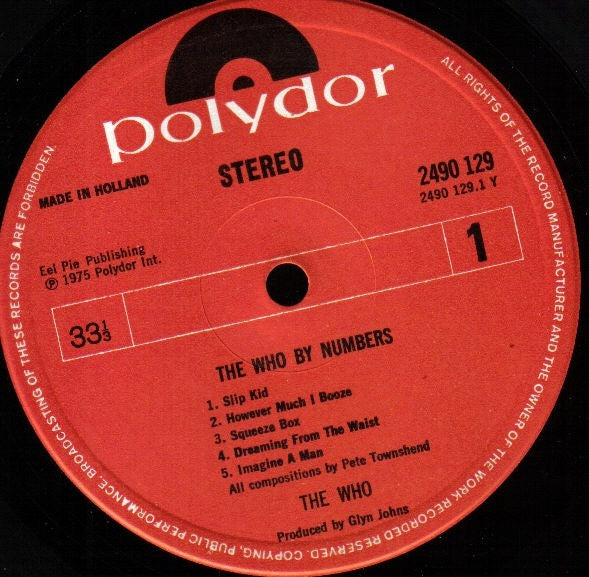 polydor
STEREO
MADE IN HOLLAND
2490 129
2490 129.1 Y
Eel Pie Publishing
℗ 1975 Polydor Int.
1
33⅓
THE WHO BY NUMBERS
1. Slip Kid
2. However Much I Booze
3. Squeeze Box
4. Dreaming From The Waist
5. Imagine A Man
All compositions by Pete Townshend
THE WHO
Produced by Glyn Johns
ALL RIGHTS OF THE RECORD MANUFACTURER AND THE OWNER OF THE WORK RECORDED RESERVED. COPYING, PUBLIC PERFORMANCE, BROADCASTING OF THESE RECORDS ARE FORBIDDEN.